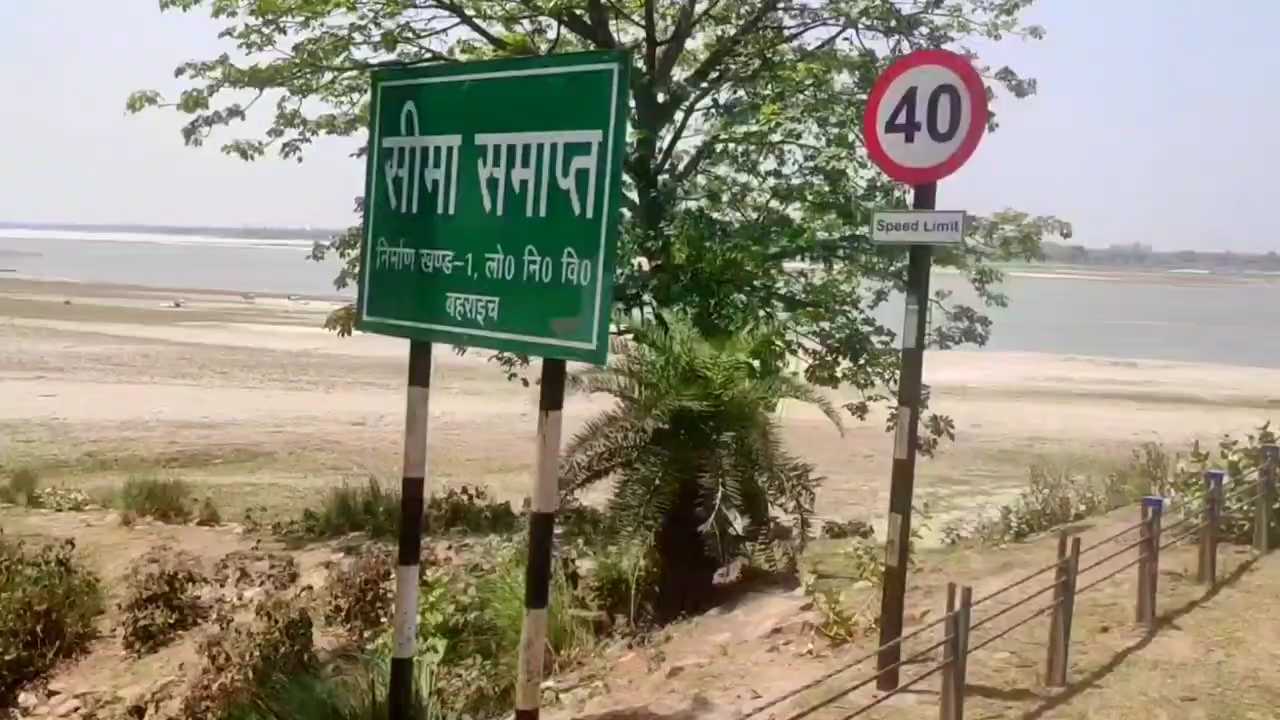 सीमा समाप्त
निर्माण खण्ड-1, लो0 नि0 वि0
बहराइच
40
Speed Limit